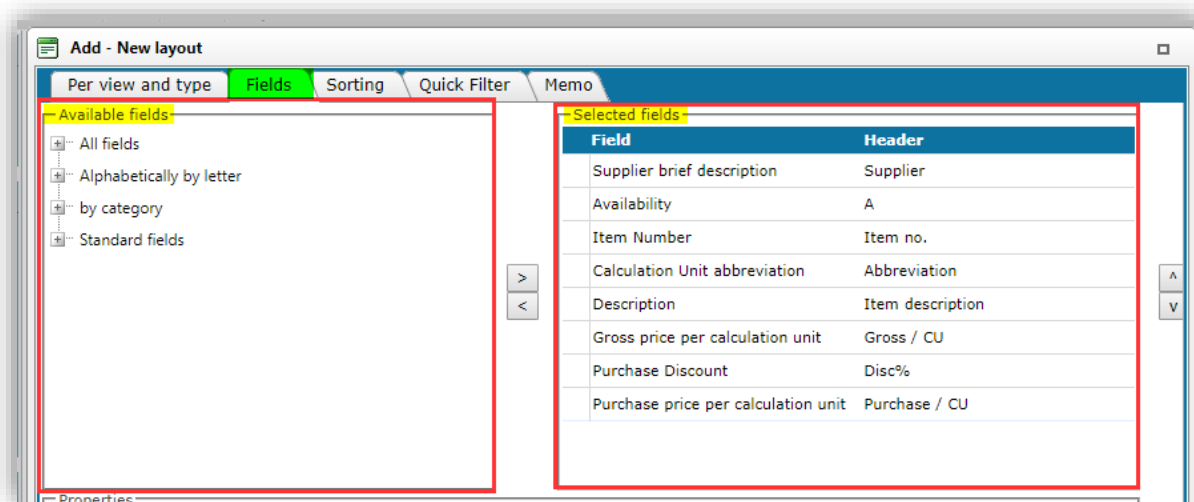 Add - New layout
Per view and type Fields Sorting Quick Filter Memo
Available fields
All fields
Alphabetically by letter
by category
Standard fields
>
<
Selected fields
Field Header
Supplier brief description Supplier
Availability A
Item Number Item no.
Calculation Unit abbreviation Abbreviation
Description Item description
Gross price per calculation unit Gross / CU
Purchase Discount Disc%
Purchase price per calculation unit Purchase / CU
^
v
Properties